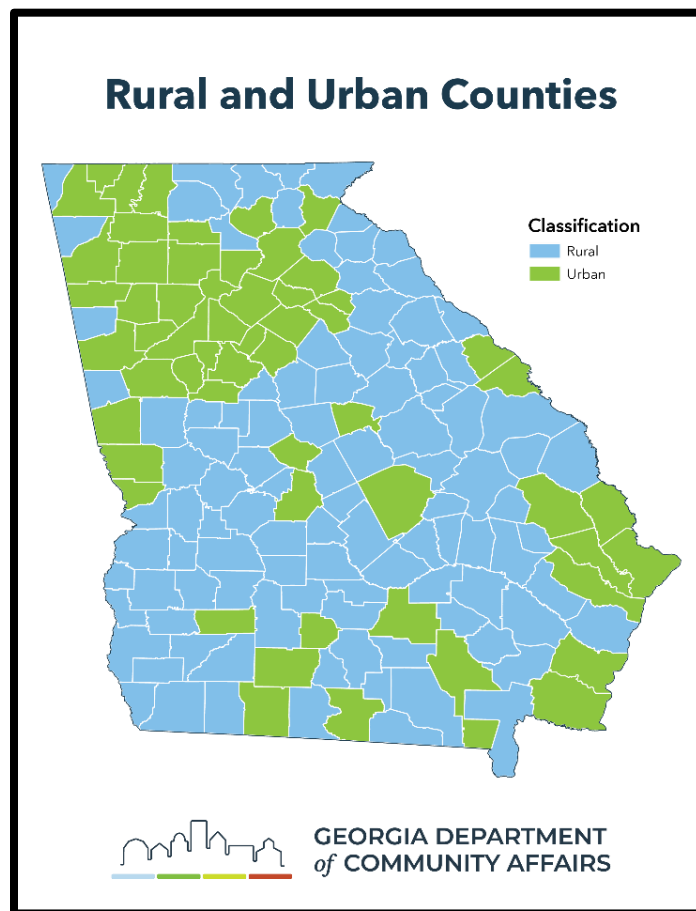 Rural and Urban Counties
Classification
Rural
Urban
GEORGIA DEPARTMENT
of COMMUNITY AFFAIRS